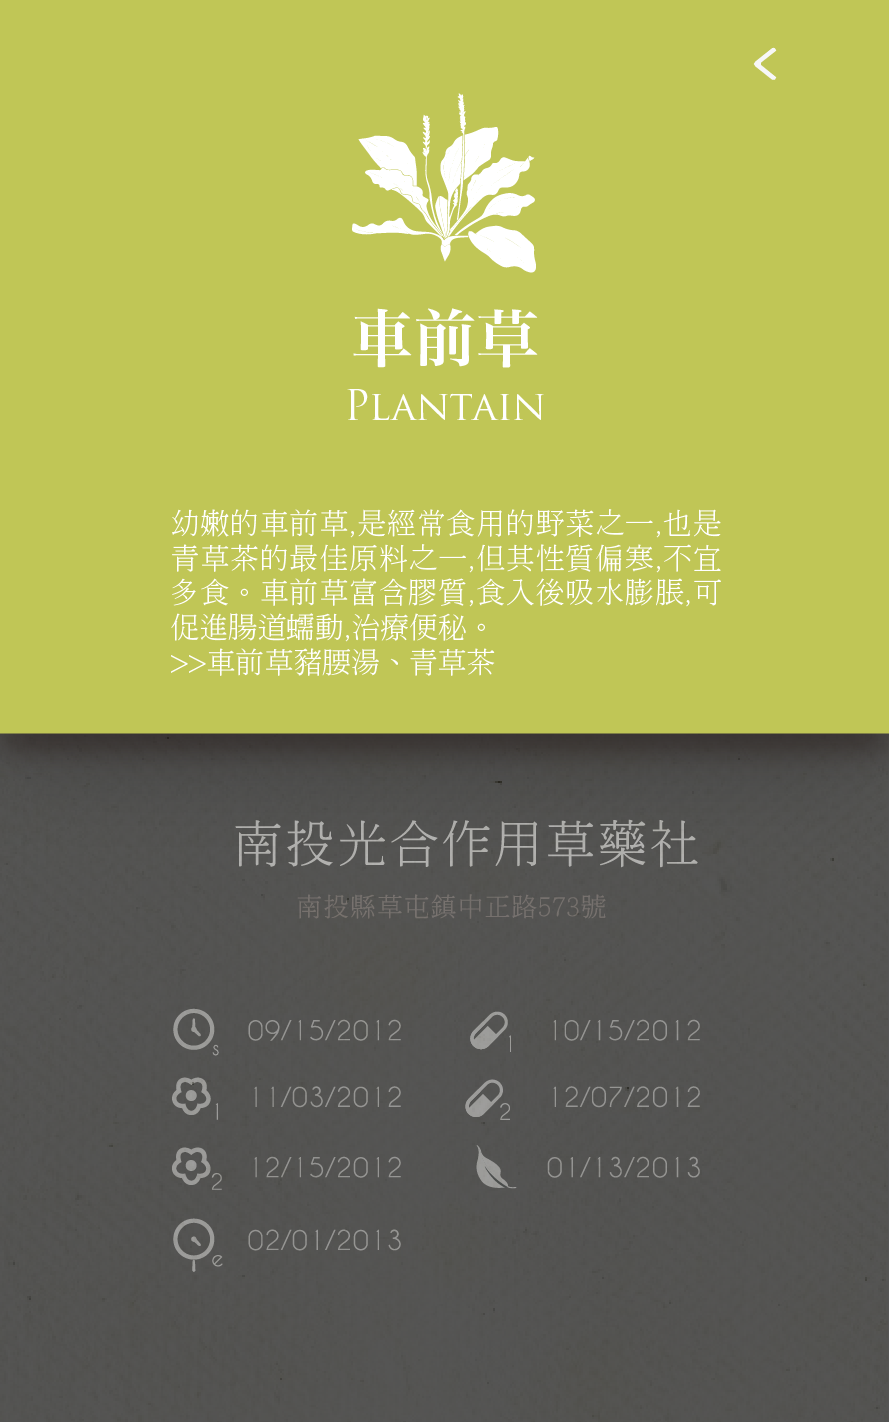 車前草
PLANTAIN
幼嫩的車前草,是經常食用的野菜之一,也是
青草茶的最佳原料之一,但其性質偏寒,不宜
多食。車前草富含膠質,食入後吸水膨脹,可
促進腸道蠕動,治療便秘。
>>車前草豬腰湯、青草茶
南投光合作用草藥社
南投縣草屯鎮中正路573號
s 09/15/2012 1 10/15/2012
1 11/03/2012 2 12/07/2012
2 12/15/2012 01/13/2013
e 02/01/2013